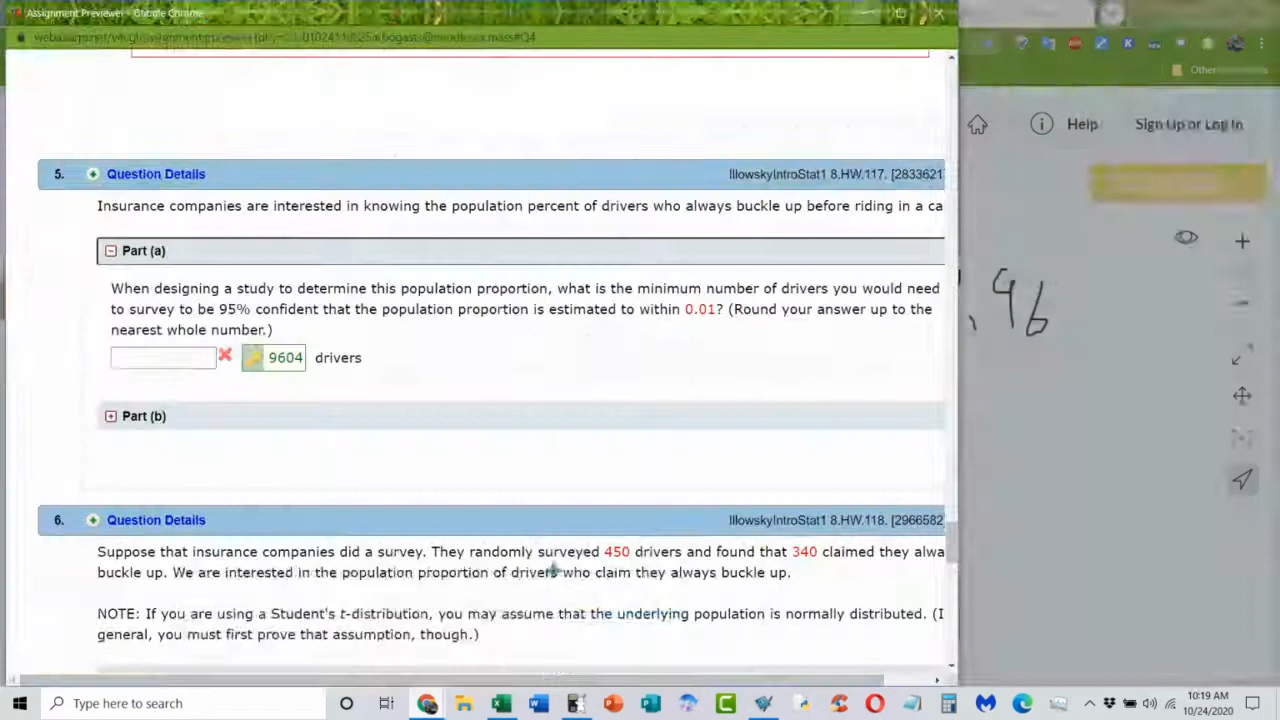 Assignment Previewer - Google Chrome
Other
Help
Sign Up or Log In
5.
Question Details
IllowskyIntroStat1 8.HW.117. [2833621
Insurance companies are interested in knowing the population percent of drivers who always buckle up before riding in a ca
Part (a)
When designing a study to determine this population proportion, what is the minimum number of drivers you would need
to survey to be 95% confident that the population proportion is estimated to within 0.01? (Round your answer up to the
nearest whole number.)
9604 drivers
.96
Part (b)
6.
Question Details
IllowskyIntroStat1 8.HW.118. [2966582
Suppose that insurance companies did a survey. They randomly surveyed 450 drivers and found that 340 claimed they alwa
buckle up. We are interested in the population proportion of drivers who claim they always buckle up.
NOTE: If you are using a Student's t-distribution, you may assume that the underlying population is normally distributed. (I
general, you must first prove that assumption, though.)
Type here to search
10:19 AM
10/24/2020